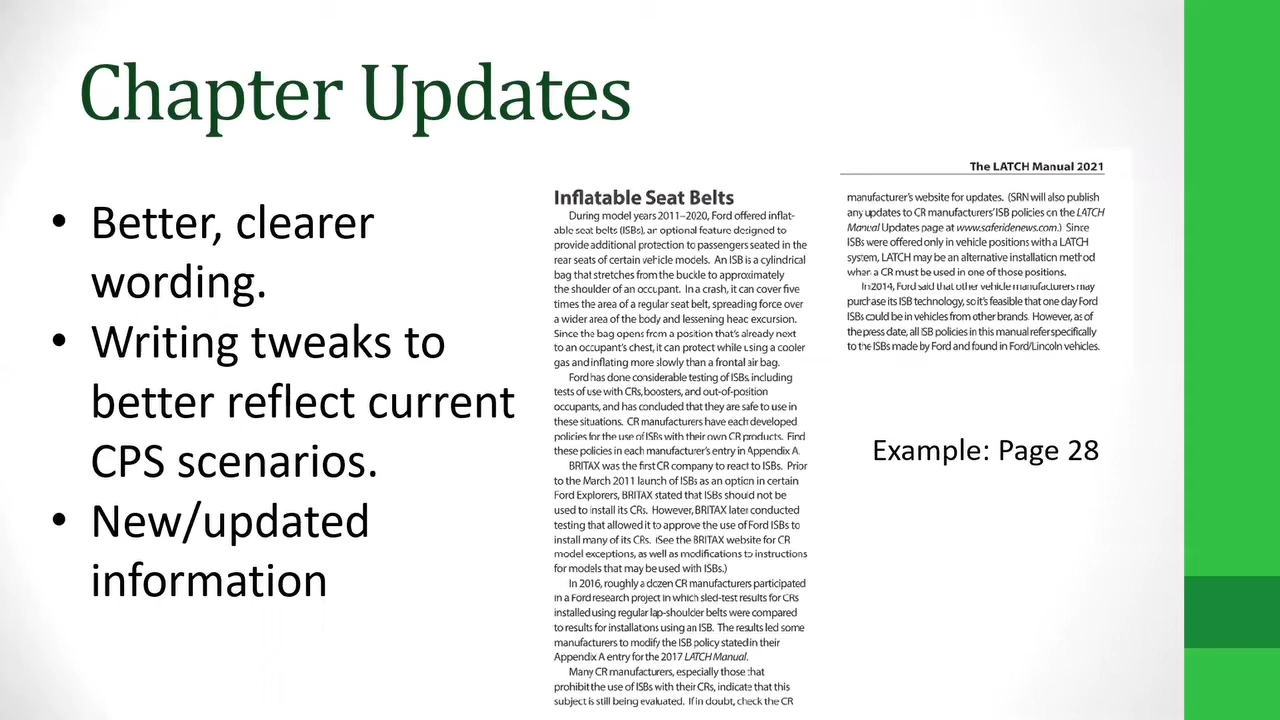 Chapter Updates
• Better, clearer
wording.
• Writing tweaks to
better reflect current
CPS scenarios.
• New/updated
information
Inflatable Seat Belts
During model years 2011–2020, Ford offered inflat-
able seat belts (ISBs), an optional feature designed to
provide additional protection to passengers seated in the
rear seats of certain vehicle models. An ISB is a cylindrical
bag that stretches from the buckle to approximately
the shoulder of an occupant. In a crash, it can cover five
times the area of a regular seat belt, spreading force over
a wider area of the body and lessening head excursion.
Since the bag opens from a position that's already next
to an occupant's chest, it can protect while using a cooler
gas and inflating more slowly than a frontal air bag.
Ford has done considerable testing of ISBs, including
tests of use with CRs, boosters, and out-of-position
occupants, and has concluded that they are safe to use in
these situations. CR manufacturers have each developed
policies for the use of ISBs with their own CR products. Find
these policies in each manufacturer's entry in Appendix A.
BRITAX was the first CR company to react to ISBs. Prior
to the March 2011 launch of ISBs as an option in certain
Ford Explorers, BRITAX stated that ISBs should not be
used to install its CRs. However, BRITAX later conducted
testing that allowed it to approve the use of Ford ISBs to
install many of its CRs. (See the BRITAX website for CR
model exceptions, as well as modifications to instructions
for models that may be used with ISBs.)
In 2016, roughly a dozen CR manufacturers participated
in a Ford research project in which sled-test results for CRs
installed using regular lap-shoulder belts were compared
to results for installations using an ISB. The results led some
manufacturers to modify the ISB policy stated in their
Appendix A entry for the 2017 LATCH Manual.
Many CR manufacturers, especially those that
prohibit the use of ISBs with their CRs, indicate that this
subject is still being evaluated. If in doubt, check the CR
The LATCH Manual 2021
manufacturer's website for updates. (SRN will also publish
any updates to CR manufacturers' ISB policies on the LATCH
Manual Updates page at www.saferidenews.com.) Since
ISBs were offered only in vehicle positions with a LATCH
system, LATCH may be an alternative installation method
when a CR must be used in one of those positions.
In 2014, Ford said that other vehicle manufacturers may
purchase its ISB technology, so it's feasible that one day Ford
ISBs could be in vehicles from other brands. However, as of
the press date, all ISB policies in this manual refer specifically
to the ISBs made by Ford and found in Ford/Lincoln vehicles.
Example: Page 28